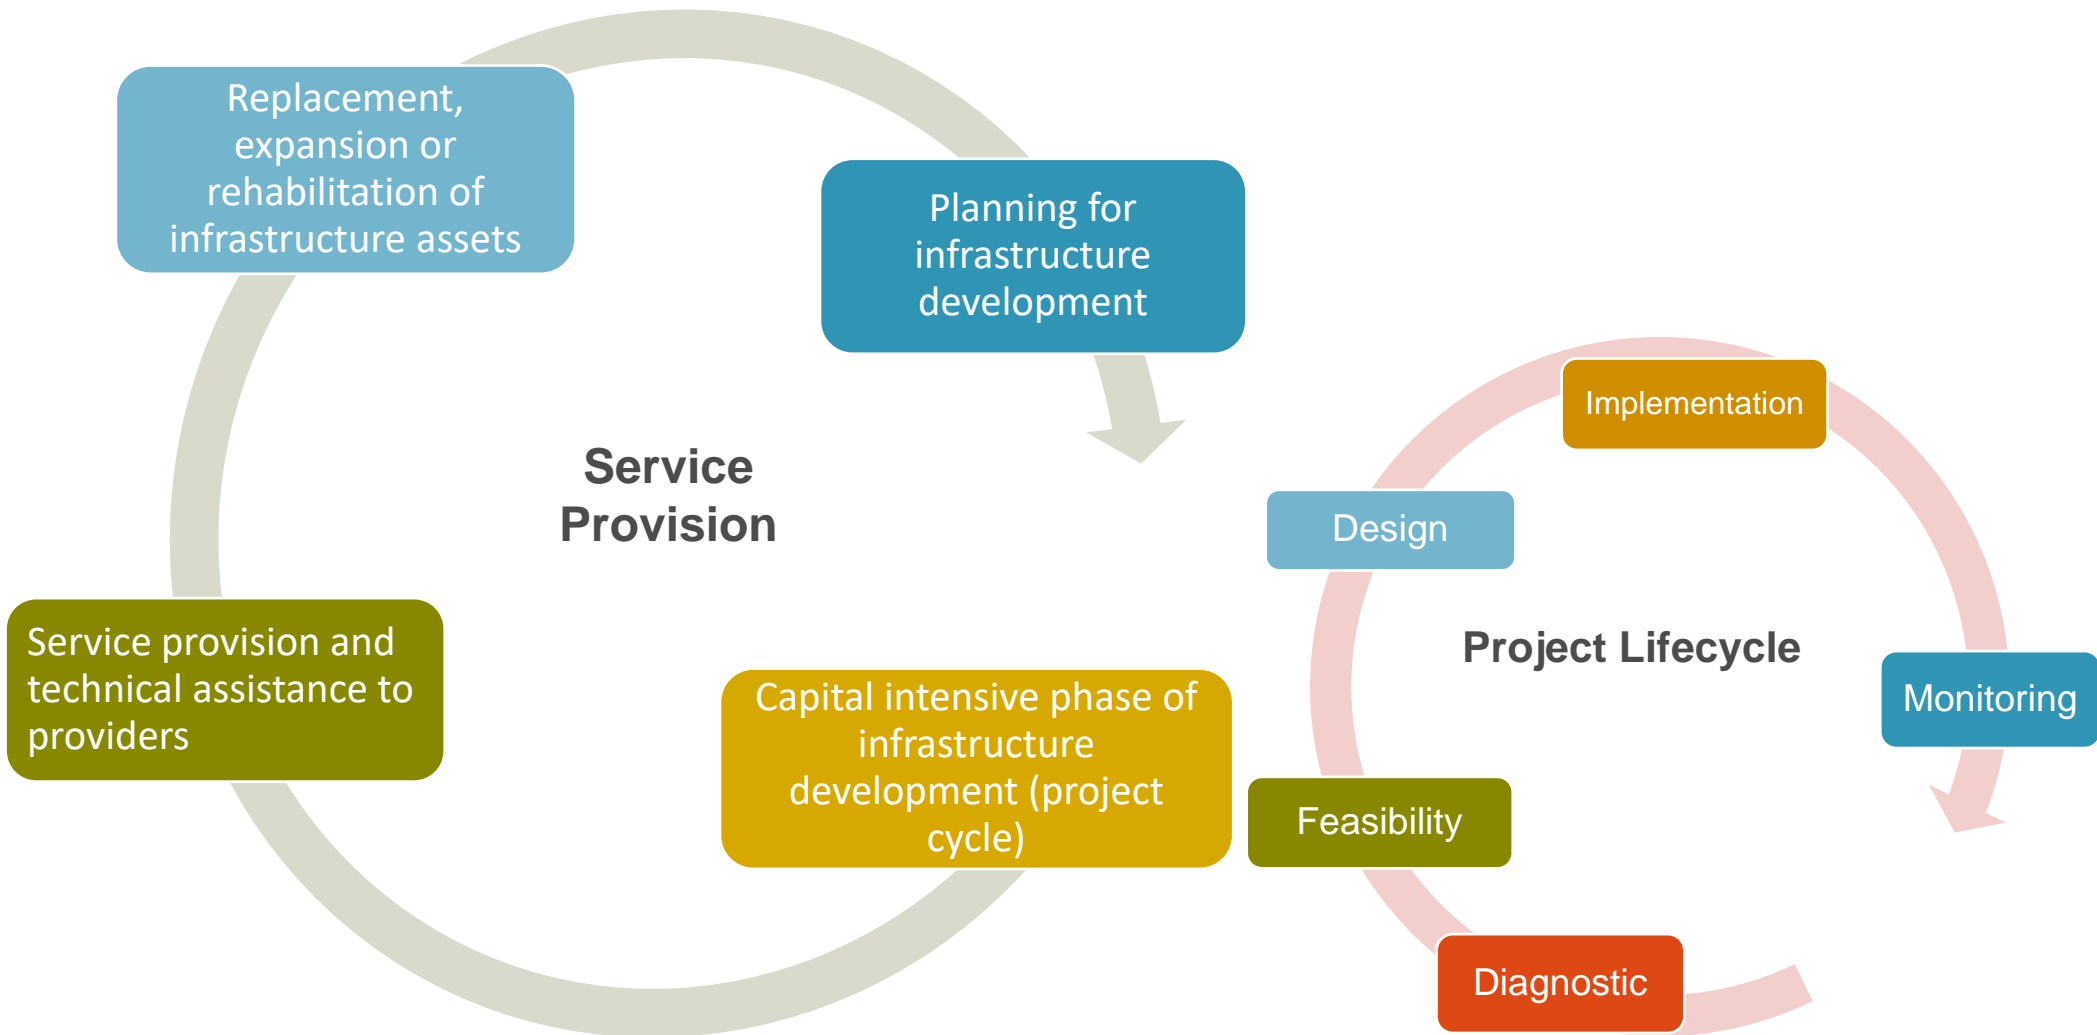 Replacement,
expansion or
rehabilitation of
infrastructure assets
Planning for
infrastructure
development
Service
Provision
Service provision and
technical assistance to
providers
Capital intensive phase of
infrastructure
development (project
cycle)
Implementation
Design
Project Lifecycle
Monitoring
Feasibility
Diagnostic